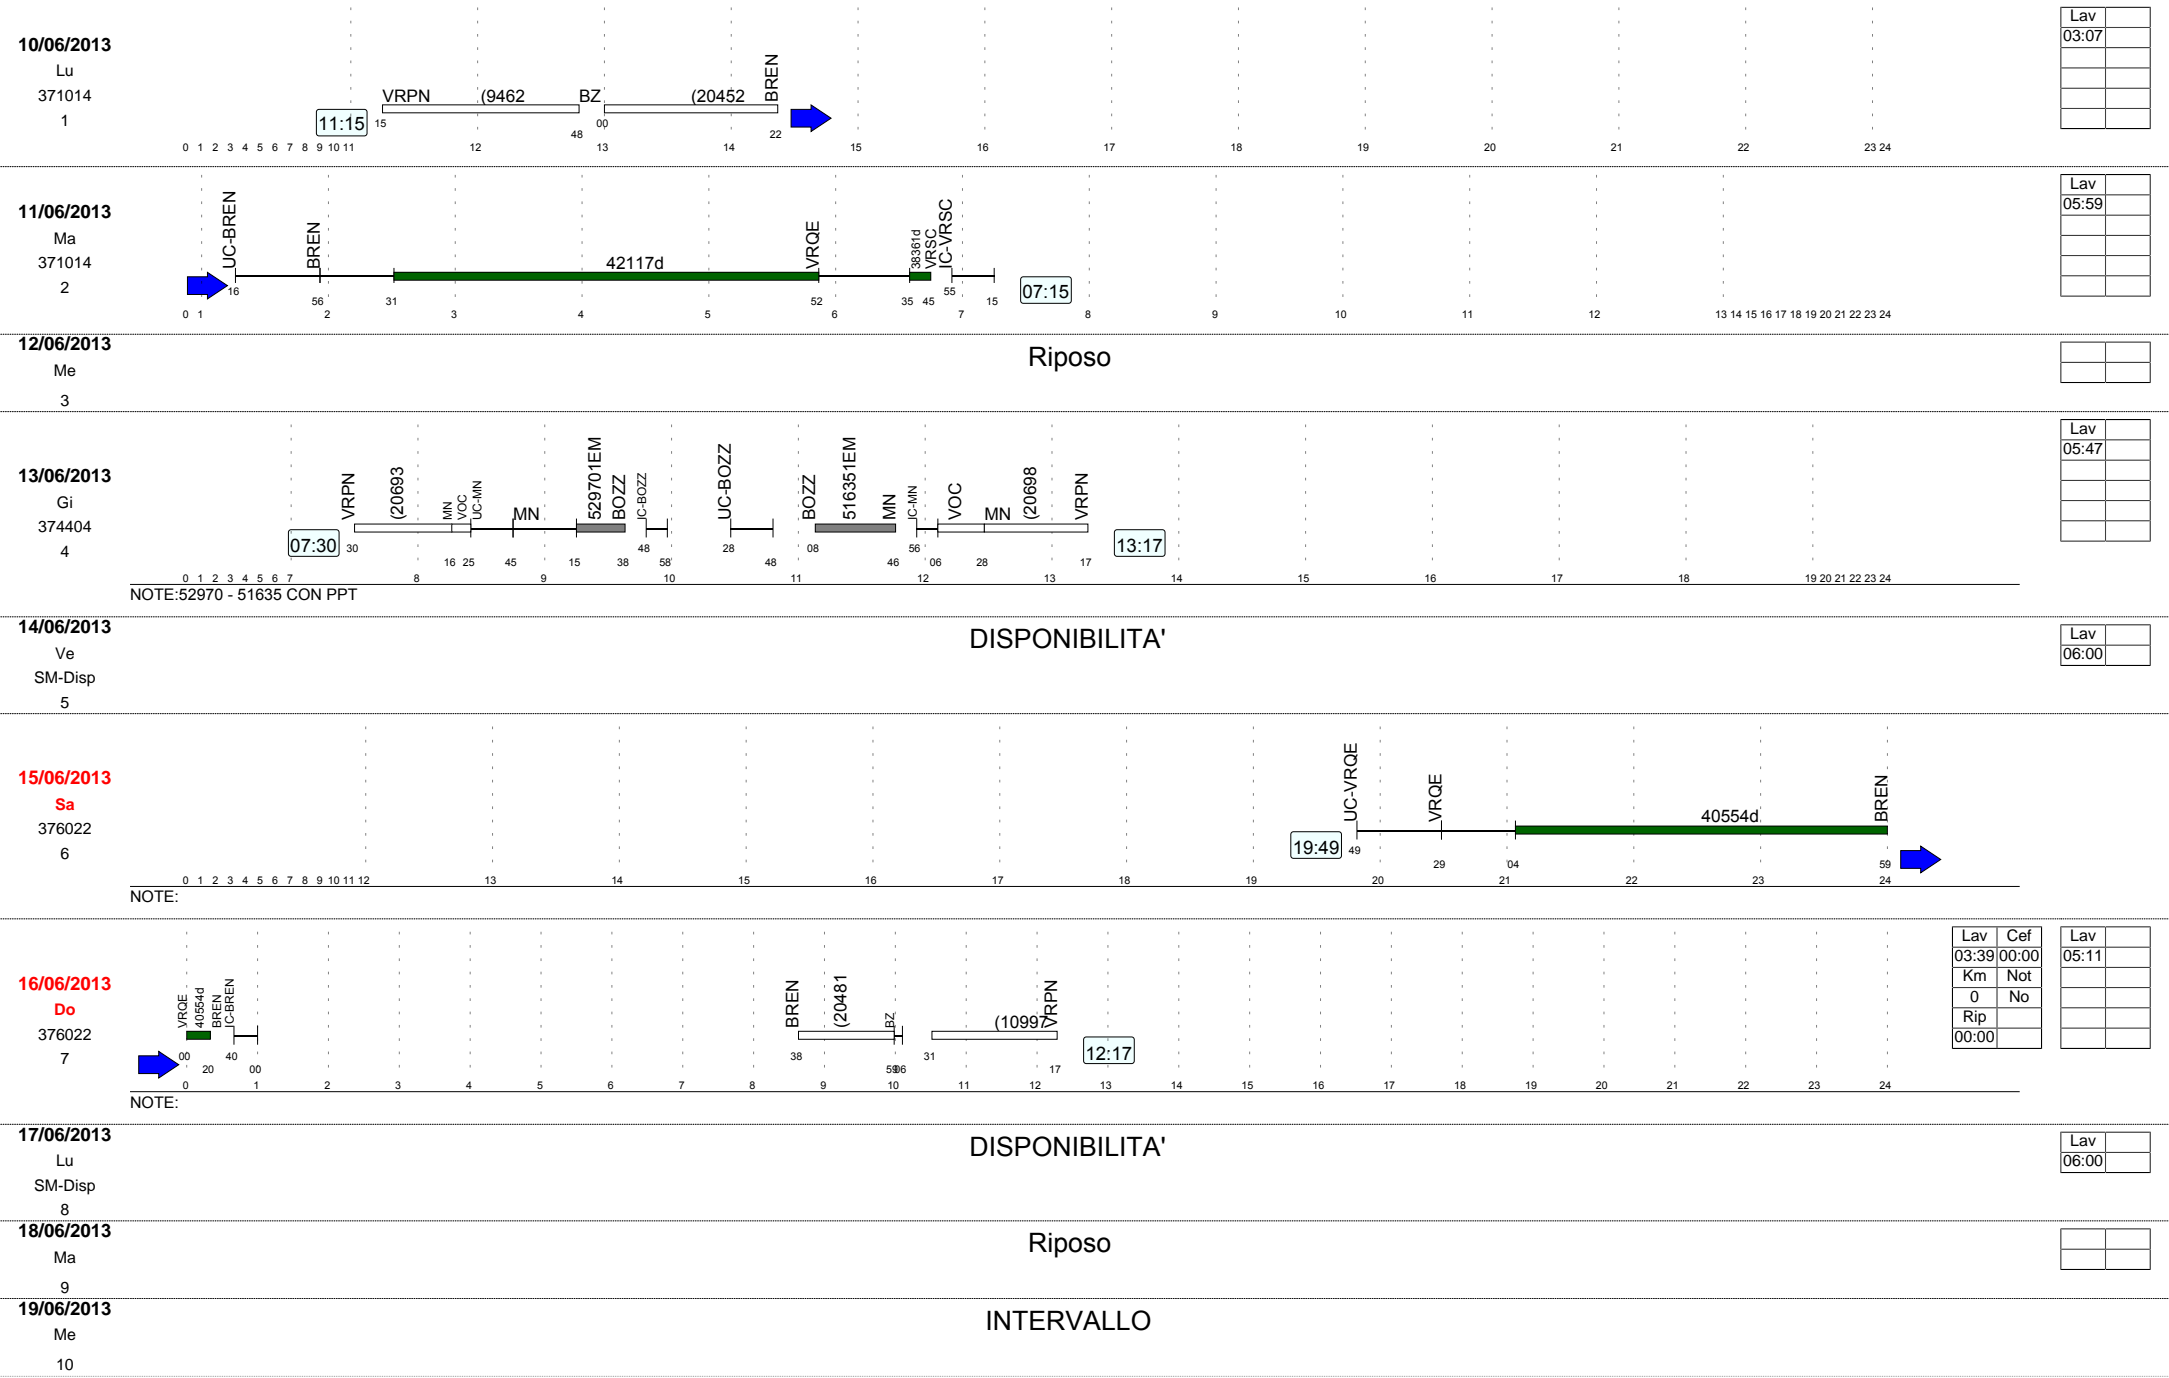 10/06/2013
Lu
371014
1
11:15
VRPN (9462 BZ (20452 BREN
15 48 00 22
0 1 2 3 4 5 6 7 8 9 10 11 12 13 14 15 16 17 18 19 20 21 22 23 24
Lav
03:07
11/06/2013
Ma
371014
2
UC-BREN BREN 42117d VRQE 38361d VRSC IC-VRSC
16 56 31 52 35 45 55 15
07:15
0 1 2 3 4 5 6 7 8 9 10 11 12 13 14 15 16 17 18 19 20 21 22 23 24
Lav
05:59
12/06/2013
Me
3
Riposo
13/06/2013
Gi
374404
4
07:30
VRPN (20693 MN VOC UC-MN MN 529701EM BOZZ IC-BOZZ UC-BOZZ BOZZ 516351EM MN IC-MN VOC MN (20698 VRPN
30 16 25 45 15 38 48 58 28 48 08 46 56 06 28 17
13:17
0 1 2 3 4 5 6 7 8 9 10 11 12 13 14 15 16 17 18 19 20 21 22 23 24
NOTE:52970 - 51635 CON PPT
Lav
05:47
14/06/2013
Ve
SM-Disp
5
DISPONIBILITA'
Lav
06:00
15/06/2013
Sa
376022
6
19:49
UC-VRQE VRQE 40554d BREN
49 29 04 59
0 1 2 3 4 5 6 7 8 9 10 11 12 13 14 15 16 17 18 19 20 21 22 23 24
NOTE:
16/06/2013
Do
376022
7
VRQE 40554d BREN IC-BREN BREN (20481 BZ (10997 VRPN
00 20 40 00 38 59 06 31 17
12:17
0 1 2 3 4 5 6 7 8 9 10 11 12 13 14 15 16 17 18 19 20 21 22 23 24
NOTE:
Lav Cef
03:39 00:00
Km Not
0 No
Rip
00:00
Lav
05:11
17/06/2013
Lu
SM-Disp
8
DISPONIBILITA'
Lav
06:00
18/06/2013
Ma
9
Riposo
19/06/2013
Me
10
INTERVALLO